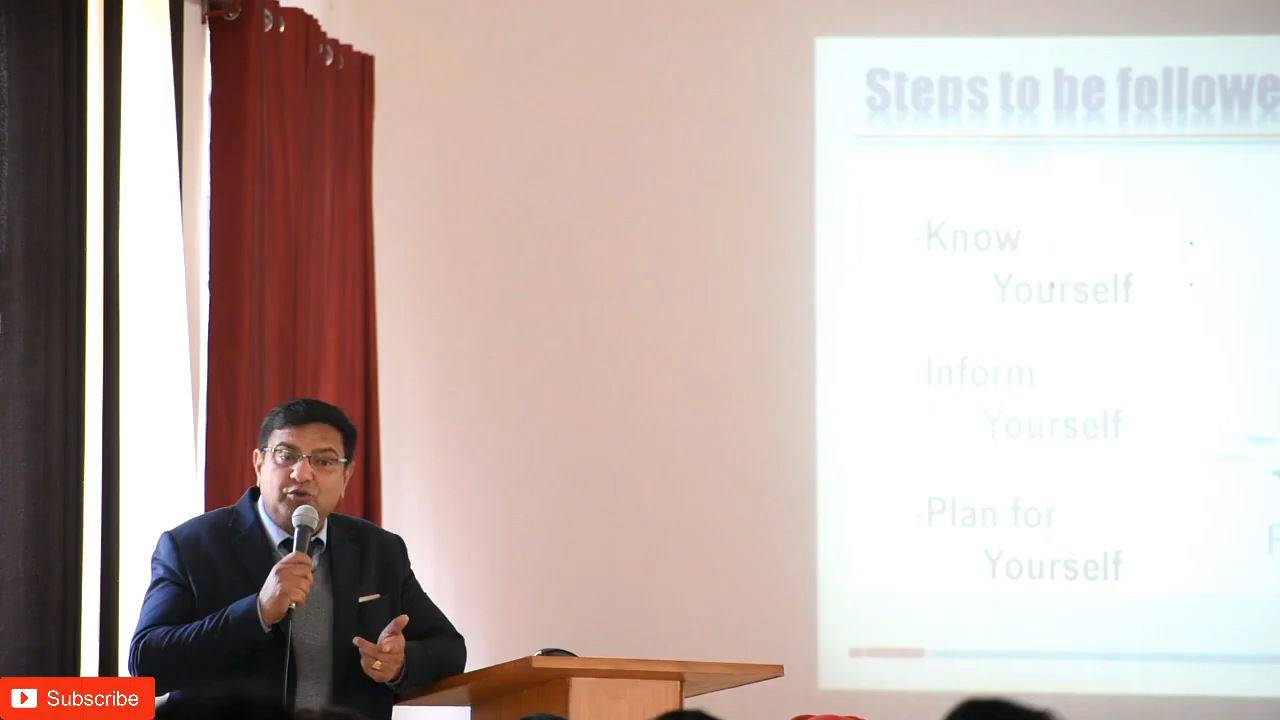 Steps to be followe
Know
Yourself
Inform
Yourself
Plan for
Yourself
F
Subscribe